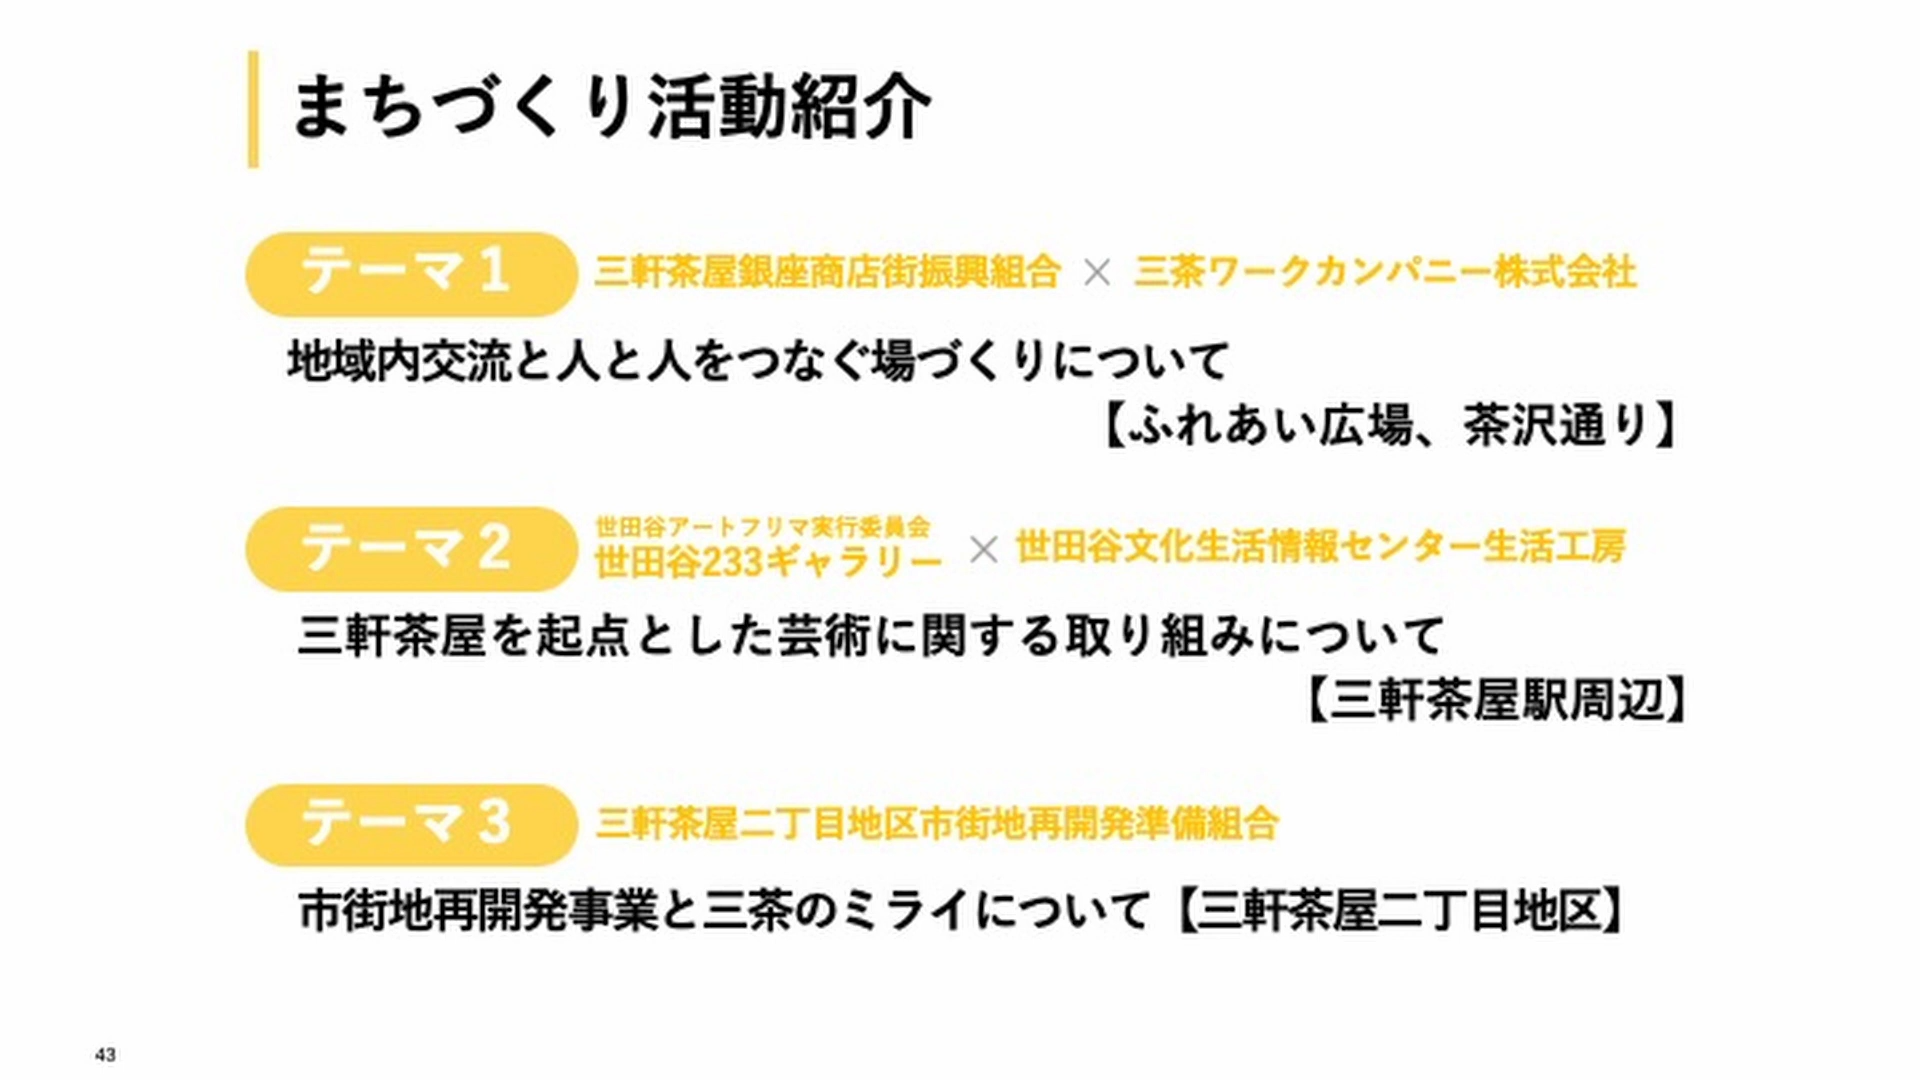 まちづくり活動紹介
テーマ1 三軒茶屋銀座商店街振興組合 × 三茶ワークカンパニー株式会社
地域内交流と人と人をつなぐ場づくりについて
【ふれあい広場、茶沢通り】
テーマ2 世田谷アートフリマ実行委員会
世田谷233ギャラリー × 世田谷文化生活情報センター生活工房
三軒茶屋を起点とした芸術に関する取り組みについて
【三軒茶屋駅周辺】
テーマ3 三軒茶屋二丁目地区市街地再開発準備組合
市街地再開発事業と三茶のミライについて【三軒茶屋二丁目地区】
43